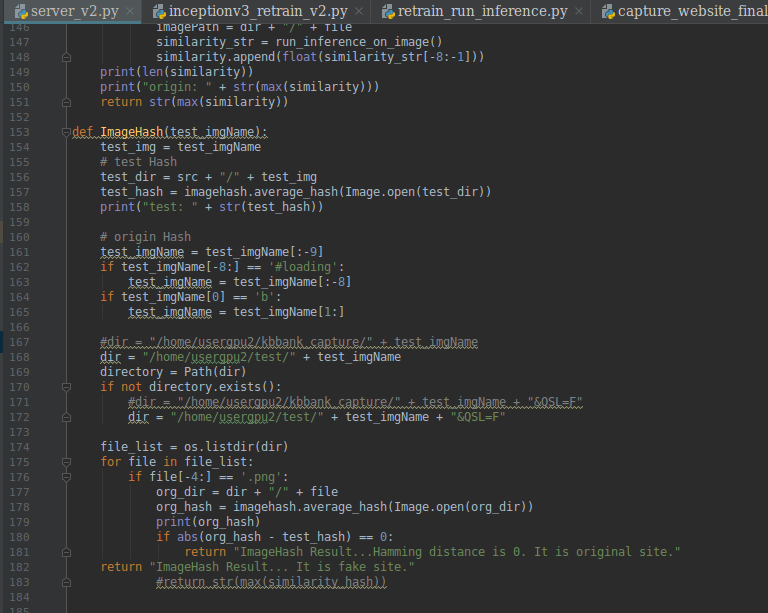 server_v2.py × inceptionv3_retrain_v2.py × retrain_run_inference.py × capture_website_final
146 imagePath = dir + "/" + file
147 similarity_str = run_inference_on_image()
148 similarity.append(float(similarity_str[-8:-1]))
149 print(len(similarity))
150 print("origin: " + str(max(similarity)))
151 return str(max(similarity))
152
153 def ImageHash(test_imgName):
154 test_img = test_imgName
155 # test Hash
156 test_dir = src + "/" + test_img
157 test_hash = imagehash.average_hash(Image.open(test_dir))
158 print("test: " + str(test_hash))
159
160 # origin Hash
161 test_imgName = test_imgName[:-9]
162 if test_imgName[-8:] == '#loading':
163 test_imgName = test_imgName[:-8]
164 if test_imgName[0] == 'b':
165 test_imgName = test_imgName[1:]
166
167 #dir = "/home/usergpu2/kbbank_capture/" + test_imgName
168 dir = "/home/usergpu2/test/" + test_imgName
169 directory = Path(dir)
170 if not directory.exists():
171 #dir = "/home/usergpu2/kbbank_capture/" + test_imgName + "&QSL=F"
172 dir = "/home/usergpu2/test/" + test_imgName + "&QSL=F"
173
174 file_list = os.listdir(dir)
175 for file in file_list:
176 if file[-4:] == '.png':
177 org_dir = dir + "/" + file
178 org_hash = imagehash.average_hash(Image.open(org_dir))
179 print(org_hash)
180 if abs(org_hash - test_hash) == 0:
181 return "ImageHash Result...Hamming distance is 0. It is original site."
182 return "ImageHash Result... It is fake site."
183 #return str(max(similarity_hash))
184
185